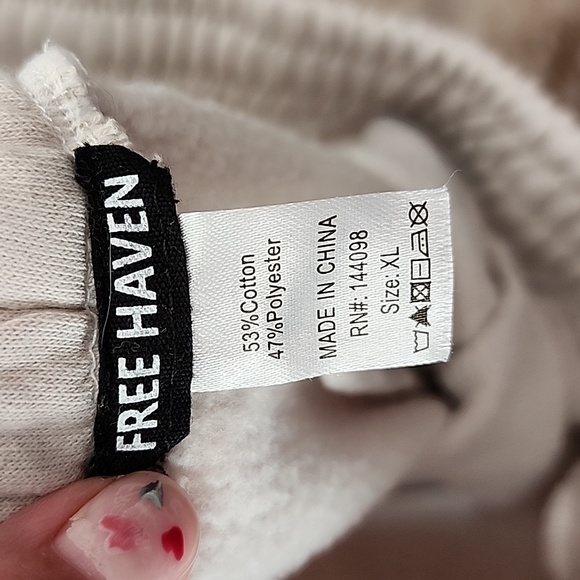 FREE HAVEN
53%Cotton
47%Polyester
MADE IN CHINA
RN#: 144098
Size: XL